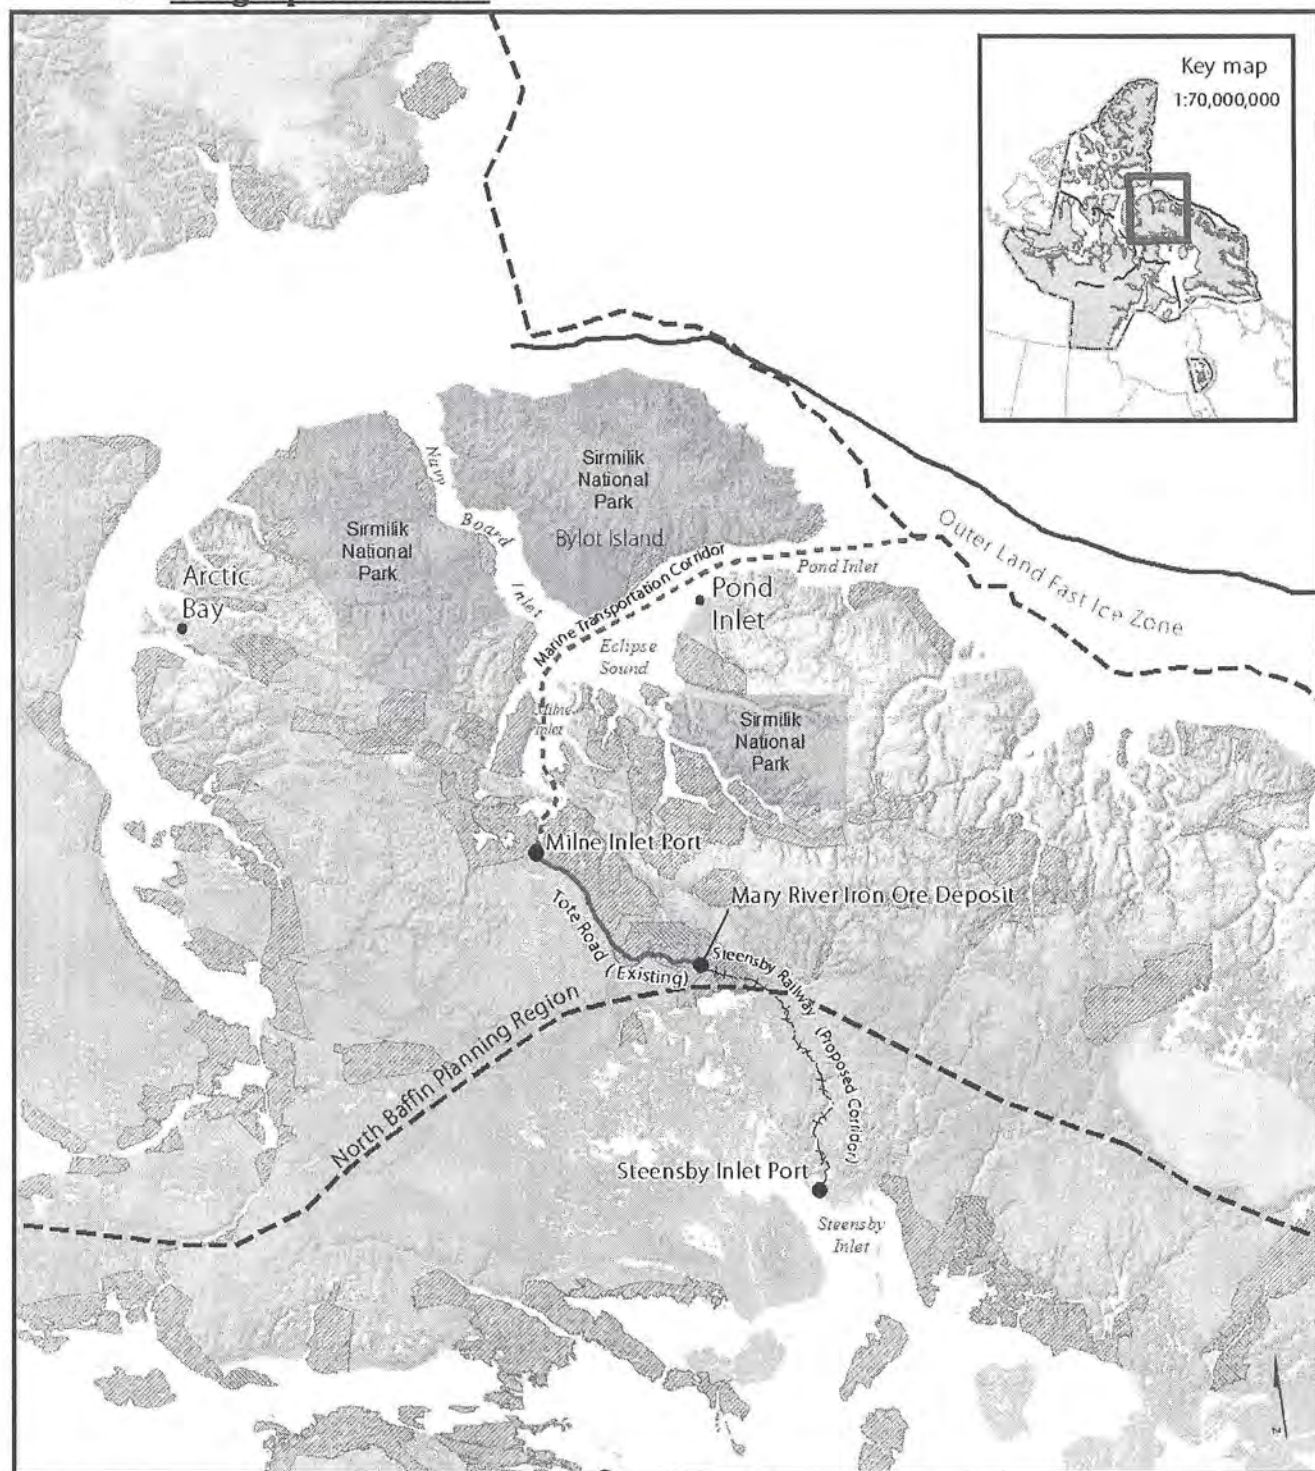 Key map
1:70,000,000
Sirmilik
National
Park
Bylot Island
Navy
Board
Inlet
Sirmilik
National
Park
Arctic
Bay
Marine Transportation Corridor
Pond Inlet
Pond
Inlet
Eclipse
Sound
Outer Land Fast Ice Zone
Milne
Inlet
Sirmilik
National
Park
Milne Inlet Port
Mary River Iron Ore Deposit
Tote Road (Existing)
Steensby Railway (Proposed Corridor)
North Baffin Planning Region
Steensby Inlet Port
Steensby
Inlet